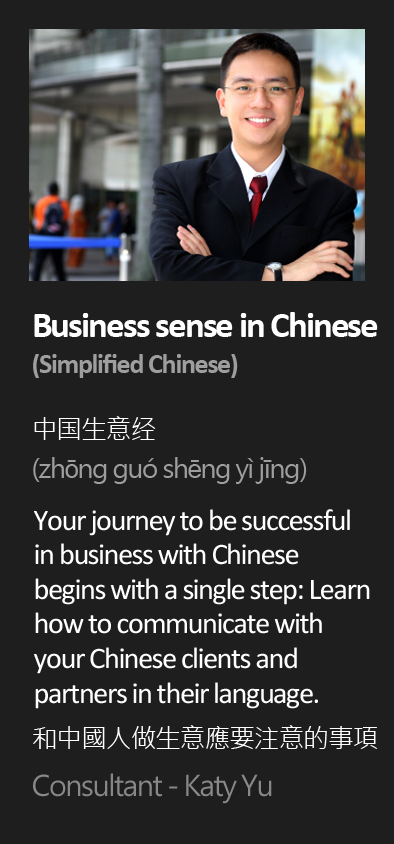 Business sense in Chinese
(Simplified Chinese)
中国生意经
(zhōng guó shēng yì jīng)
Your journey to be successful
in business with Chinese
begins with a single step: Learn
how to communicate with
your Chinese clients and
partners in their language.
和中國人做生意應要注意的事項
Consultant - Katy Yu